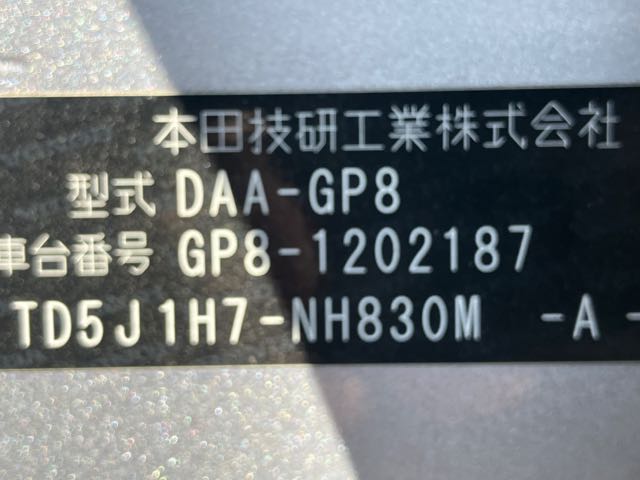 本田技研工業株式会社
型式 DAA-GP8
車台番号 GP8-1202187
TD5J1H7-NH830M -A-